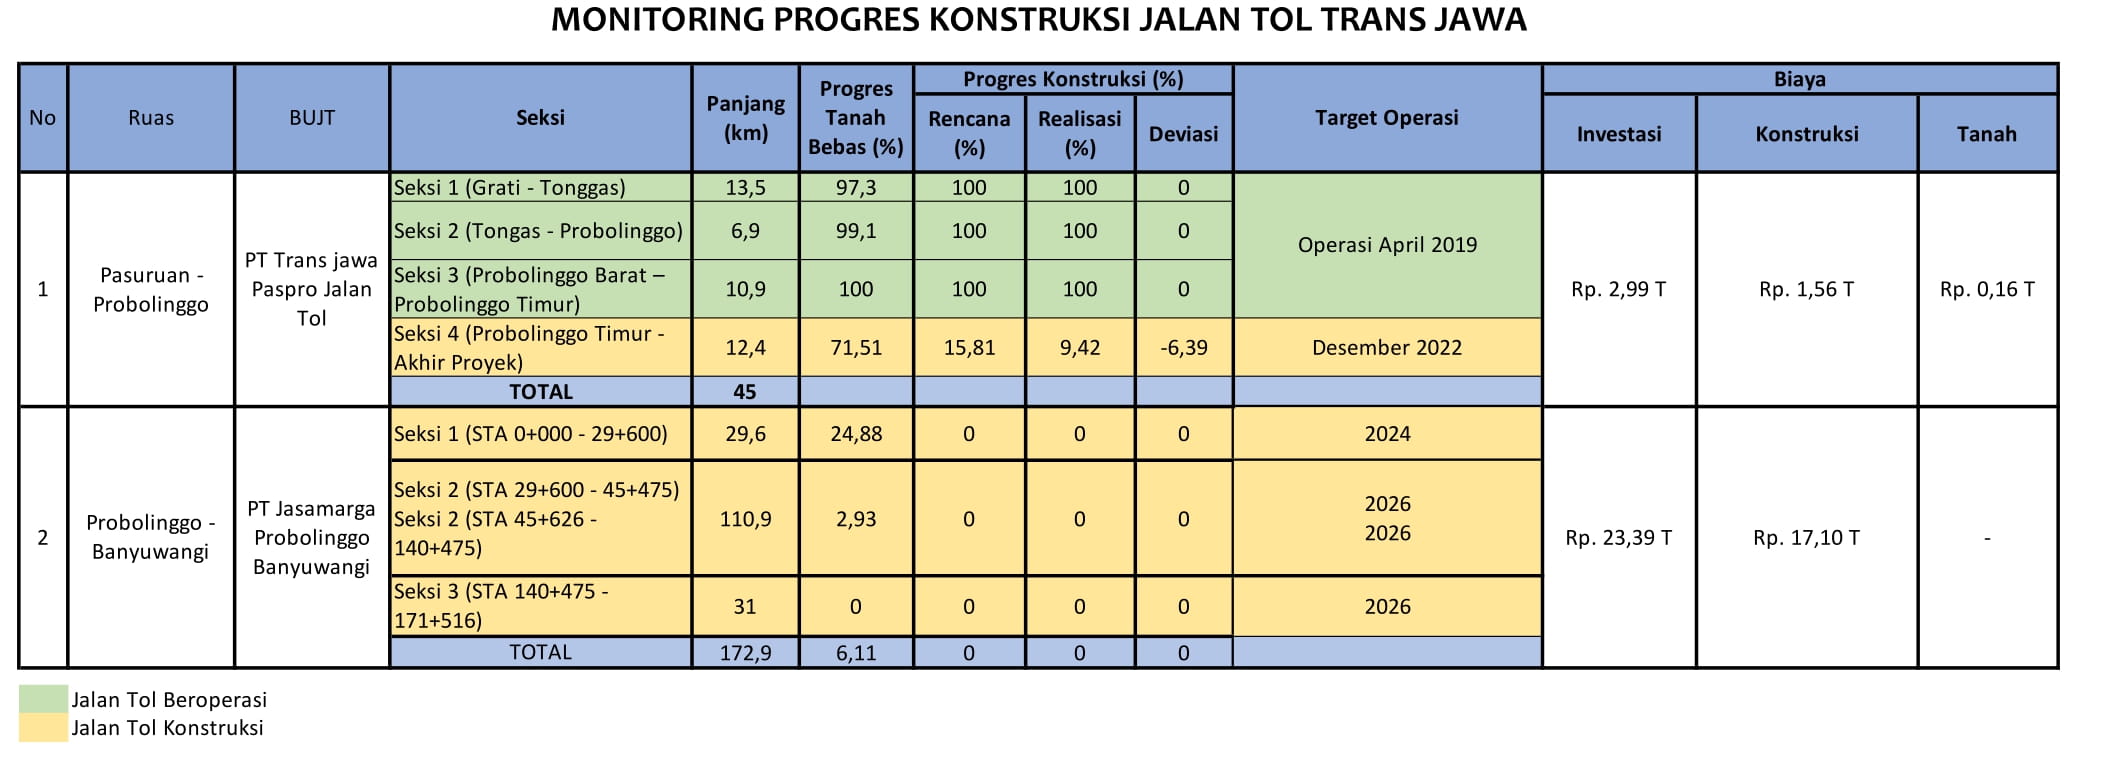 MONITORING PROGRES KONSTRUKSI JALAN TOL TRANS JAWA
No
Ruas
BUJT
Seksi
Panjang
(km)
Progres
Tanah
Bebas (%)
Progres Konstruksi (%)
Rencana
(%)
Realisasi
(%)
Deviasi
Target Operasi
Biaya
Investasi
Konstruksi
Tanah
1
Pasuruan -
Probolinggo
PT Trans jawa
Paspro Jalan
Tol
Seksi 1 (Grati - Tonggas)
13,5
97,3
100
100
0
Operasi April 2019
Seksi 2 (Tongas - Probolinggo)
6,9
99,1
100
100
0
Seksi 3 (Probolinggo Barat –
Probolinggo Timur)
10,9
100
100
100
0
Seksi 4 (Probolinggo Timur -
Akhir Proyek)
12,4
71,51
15,81
9,42
-6,39
Desember 2022
TOTAL
45
Rp. 2,99 T
Rp. 1,56 T
Rp. 0,16 T
2
Probolinggo -
Banyuwangi
PT Jasamarga
Probolinggo
Banyuwangi
Seksi 1 (STA 0+000 - 29+600)
29,6
24,88
0
0
0
2024
Seksi 2 (STA 29+600 - 45+475)
Seksi 2 (STA 45+626 -
140+475)
110,9
2,93
0
0
0
2026
2026
Seksi 3 (STA 140+475 -
171+516)
31
0
0
0
0
2026
TOTAL
172,9
6,11
0
0
0
Rp. 23,39 T
Rp. 17,10 T
-
Jalan Tol Beroperasi
Jalan Tol Konstruksi